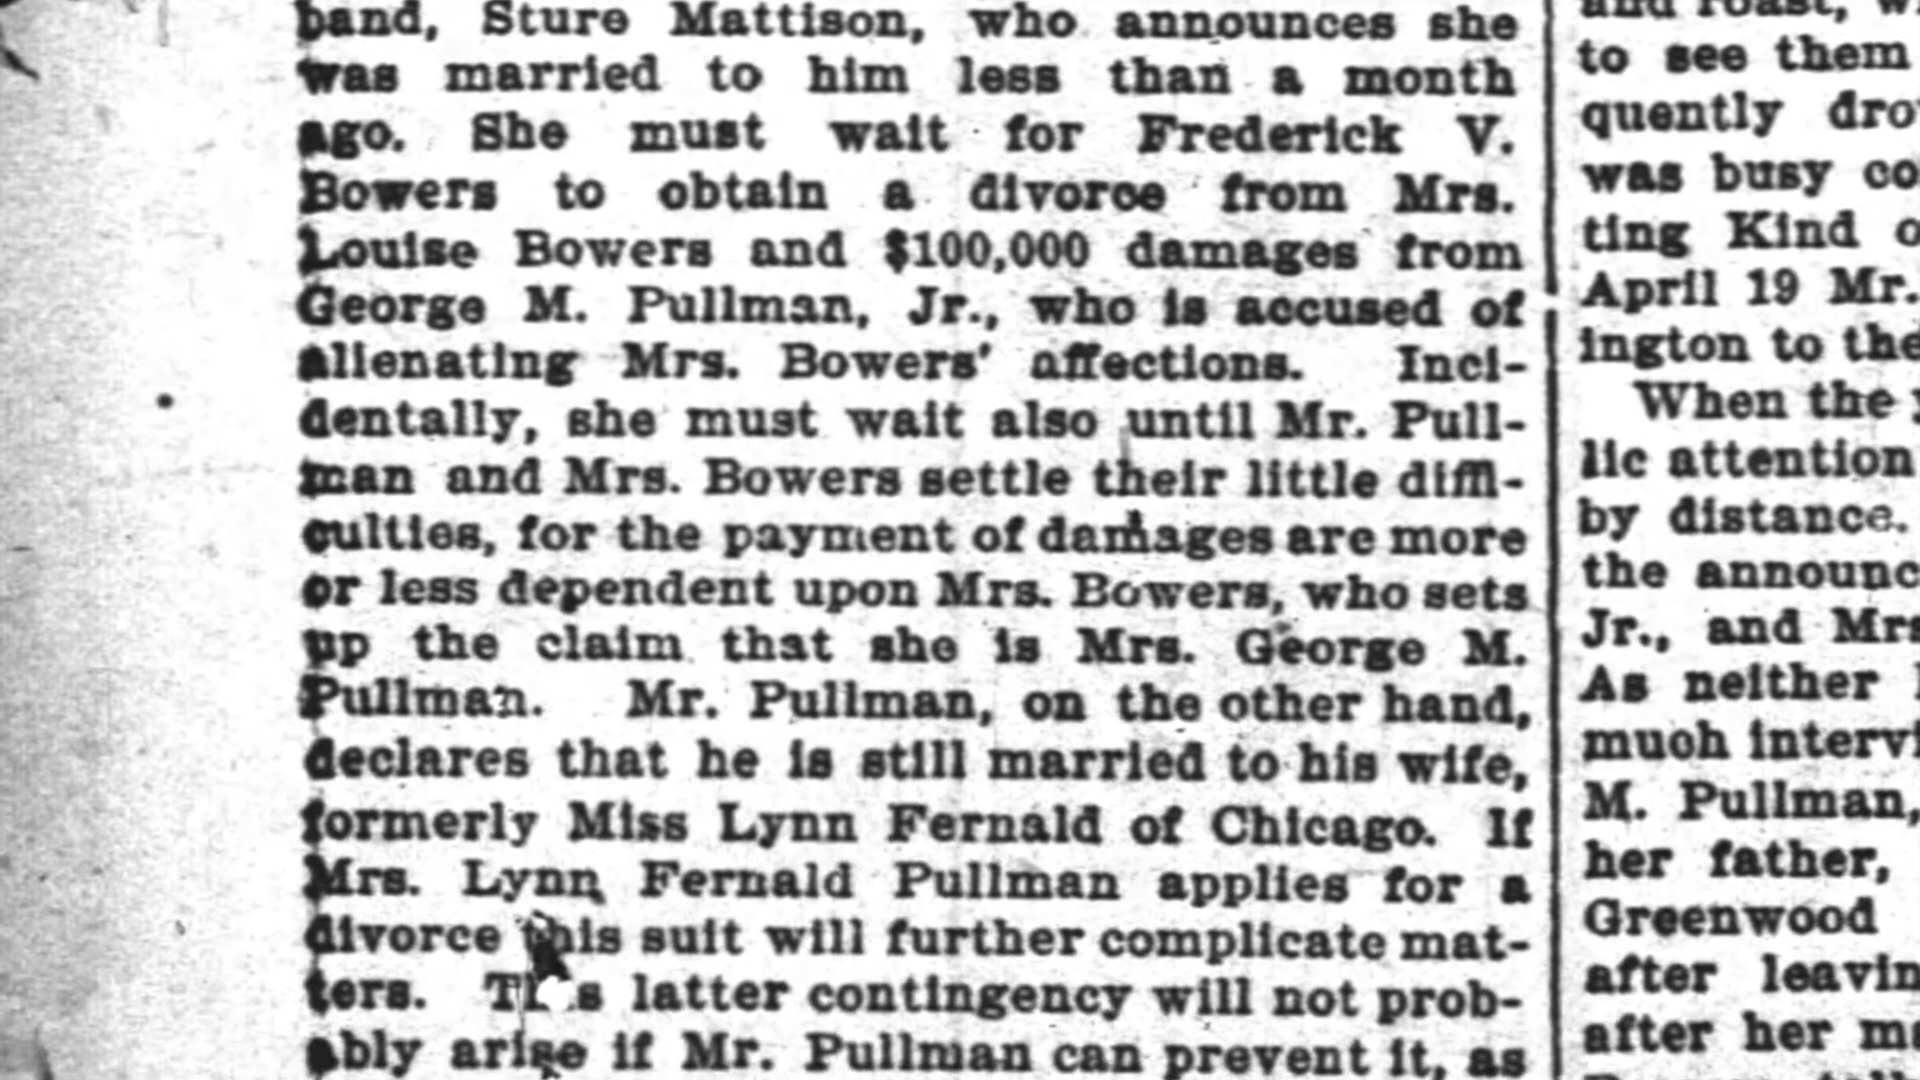 band, Sture Mattison, who announces she
was married to him less than a month
ago. She must wait for Frederick V.
Bowers to obtain a divorce from Mrs.
Louise Bowers and $100,000 damages from
George M. Pullman, Jr., who is accused of
alienating Mrs. Bowers' affections. Inci-
dentally, she must wait also until Mr. Pull-
man and Mrs. Bowers settle their little diffi-
culties, for the payment of damages are more
or less dependent upon Mrs. Bowers, who sets
up the claim that she is Mrs. George M.
Pullman. Mr. Pullman, on the other hand,
declares that he is still married to his wife,
formerly Miss Lynn Fernald of Chicago. If
Mrs. Lynn Fernald Pullman applies for a
divorce this suit will further complicate mat-
ters. This latter contingency will not prob-
ably arise if Mr. Pullman can prevent it, as
and roast,
to see them
quently
was busy
ting Kind
April 19 Mr.
ington to the
When the
lic attention
by distance.
the
Jr., and
As neither
much
M. Pullman,
her father,
Greenwood
after
after her